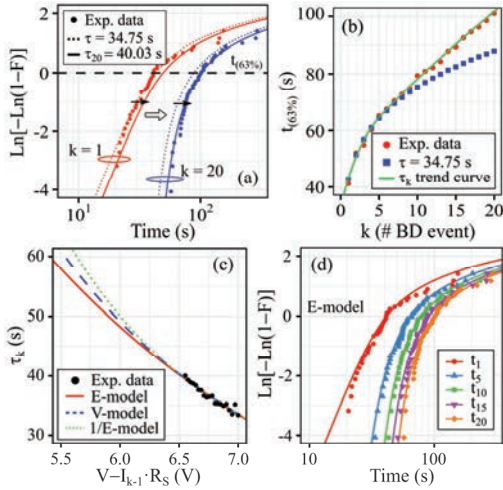 Ln[−Ln(1−F)]
2
0
-2
-4
Exp. data
τ = 34.75 s
τ20 = 40.03 s
t(63%)
k = 1
k = 20
(a)
10¹
10²
Time (s)
(b)
t(63%) (s)
100
80
60
40
Exp. data
τ = 34.75 s
τk trend curve
0
5
10
15
20
k (# BD event)
(c)
τk (s)
60
50
40
30
Exp. data
E-model
V-model
1/E-model
5.5
6.0
6.5
7.0
V−Ik-1·RS (V)
(d)
Ln[−Ln(1−F)]
2
0
-2
-4
E-model
t1
t5
t10
t15
t20
10
100
Time (s)